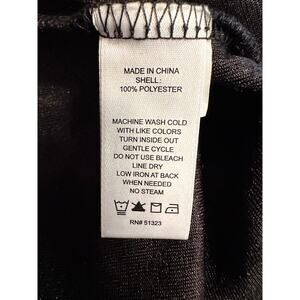 MADE IN CHINA
SHELL:
100% POLYESTER
MACHINE WASH COLD
WITH LIKE COLORS
TURN INSIDE OUT
GENTLE CYCLE
DO NOT USE BLEACH
LINE DRY
LOW IRON AT BACK
WHEN NEEDED
NO STEAM
RN# 51323